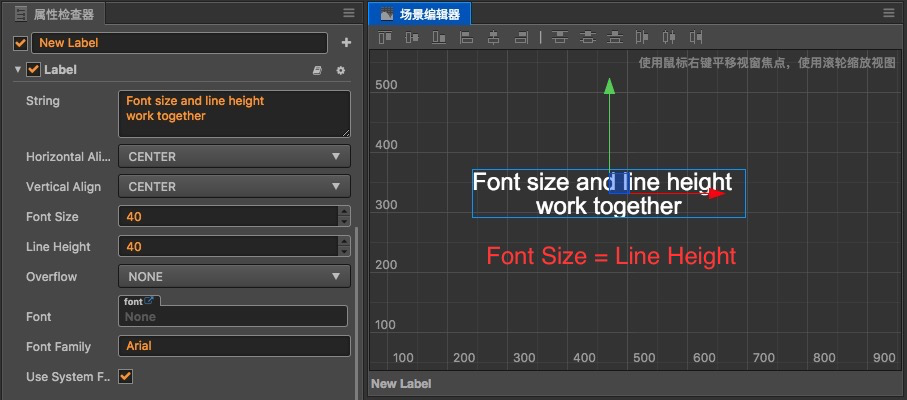 属性检查器
New Label
Label
String
Font size and line height
work together
Horizontal Ali...
CENTER
Vertical Align
CENTER
Font Size
40
Line Height
40
Overflow
NONE
font
Font
None
Font Family
Arial
Use System F..
场景编辑器
使用鼠标右键平移视窗焦点，使用滚轮缩放视图
500
400
300
200
100
Font size and line height
work together
Font Size = Line Height
100 200 300 400 500 600 700 800 900
New Label